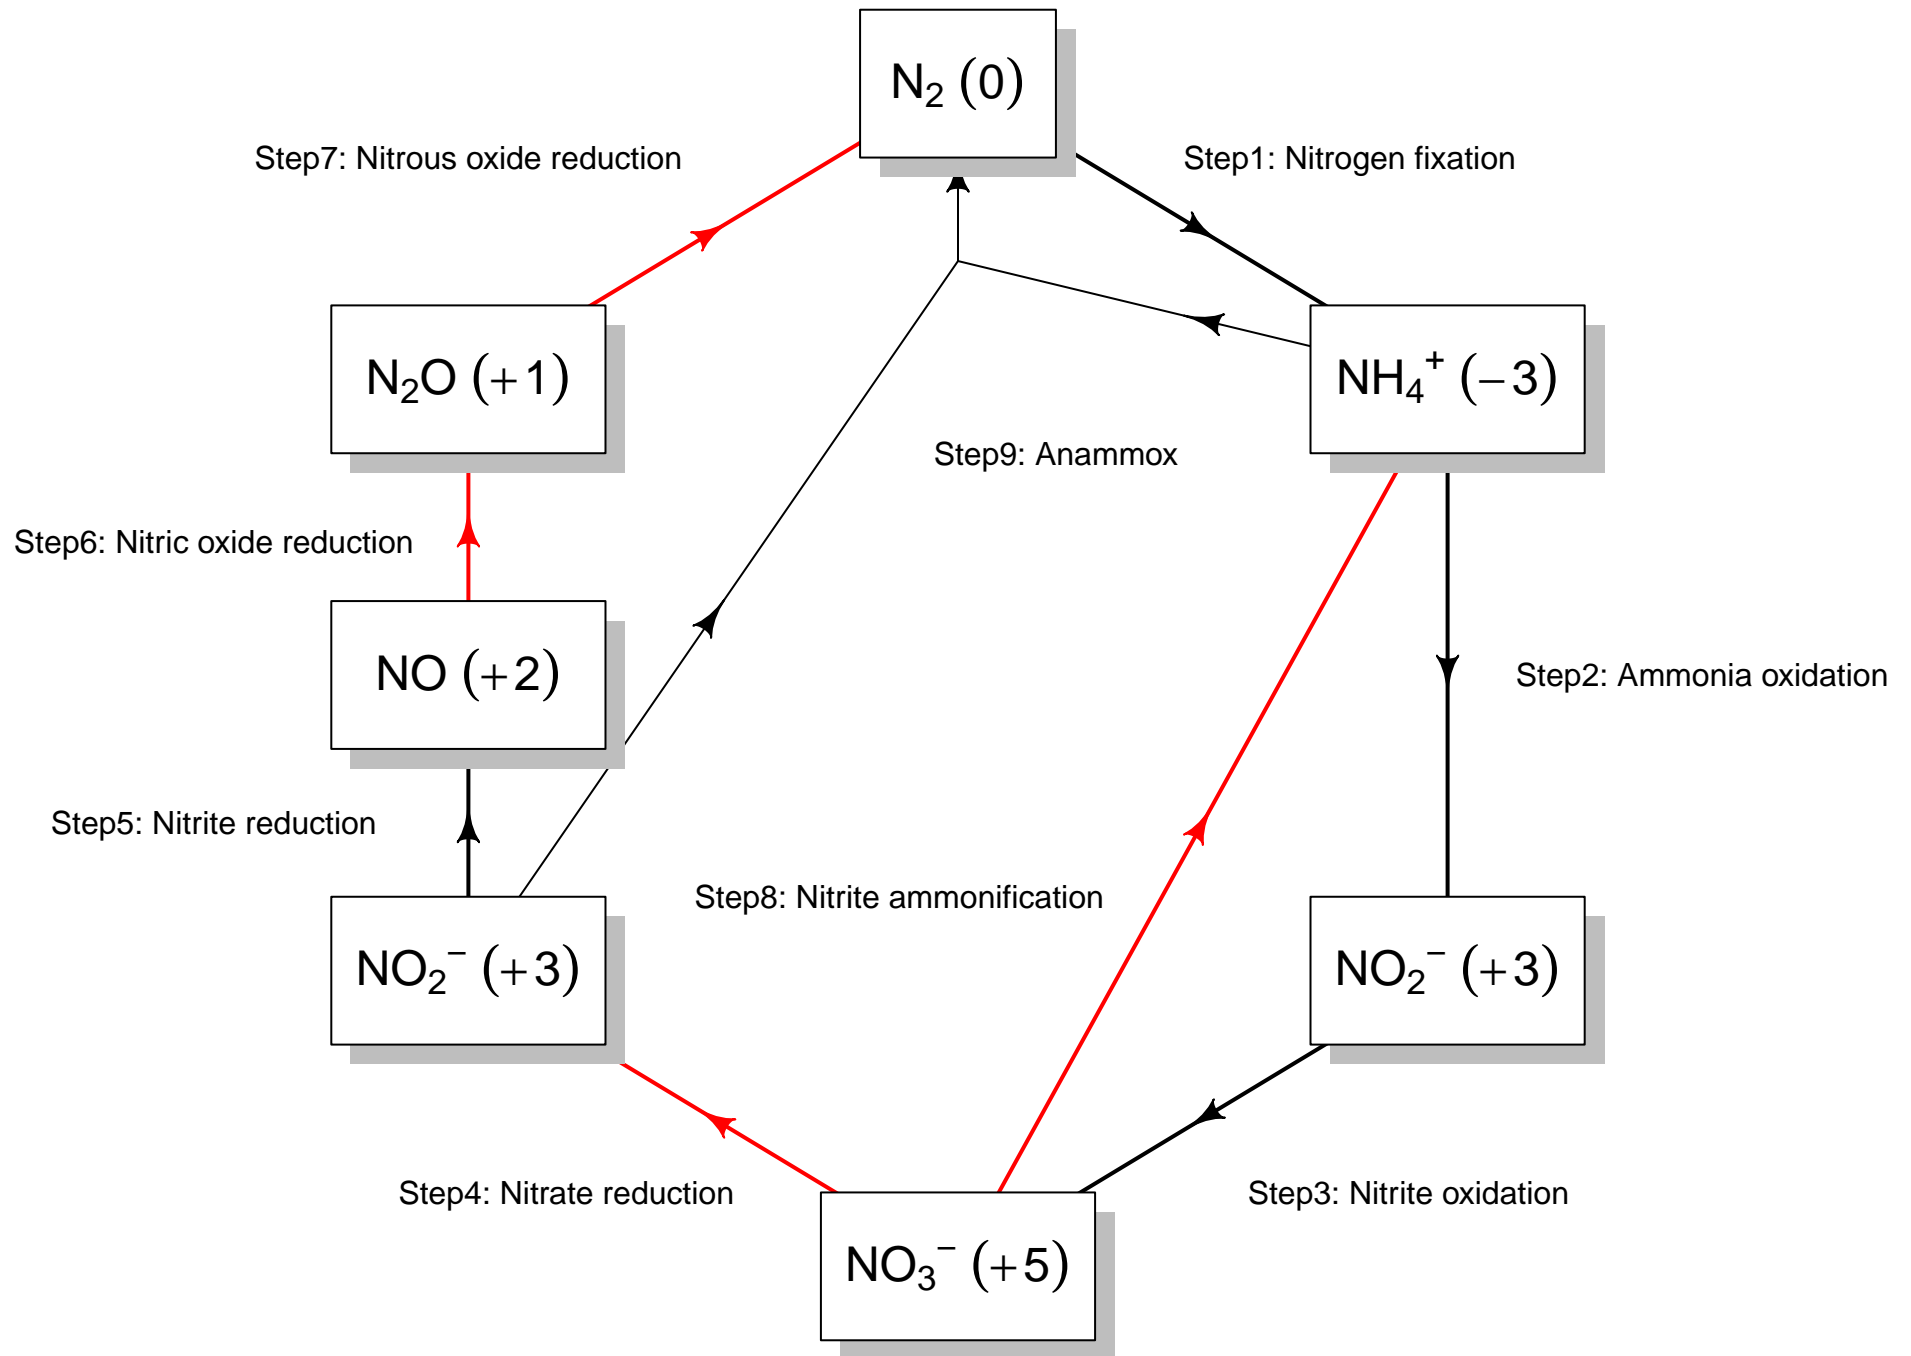 N₂ (0)
Step7: Nitrous oxide reduction
Step1: Nitrogen fixation
N₂O (+1)
NH₄⁺ (−3)
Step9: Anammox
Step6: Nitric oxide reduction
NO (+2)
Step2: Ammonia oxidation
Step5: Nitrite reduction
Step8: Nitrite ammonification
NO₂⁻ (+3)
NO₂⁻ (+3)
Step4: Nitrate reduction
Step3: Nitrite oxidation
NO₃⁻ (+5)